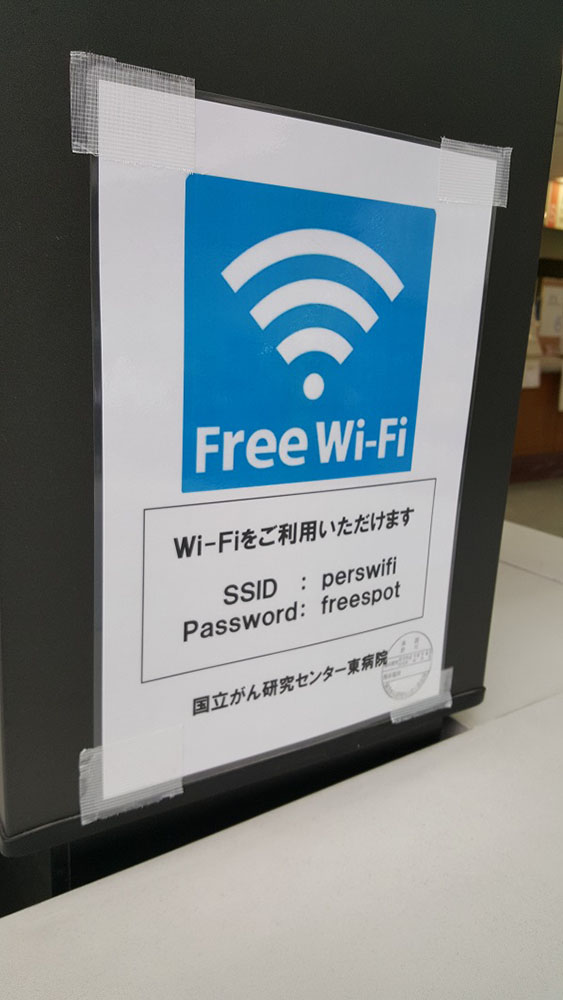 Free Wi-Fi
Wi-Fiをご利用いただけます
SSID : perswifi
Password: freespot
国立がん研究センター東病院